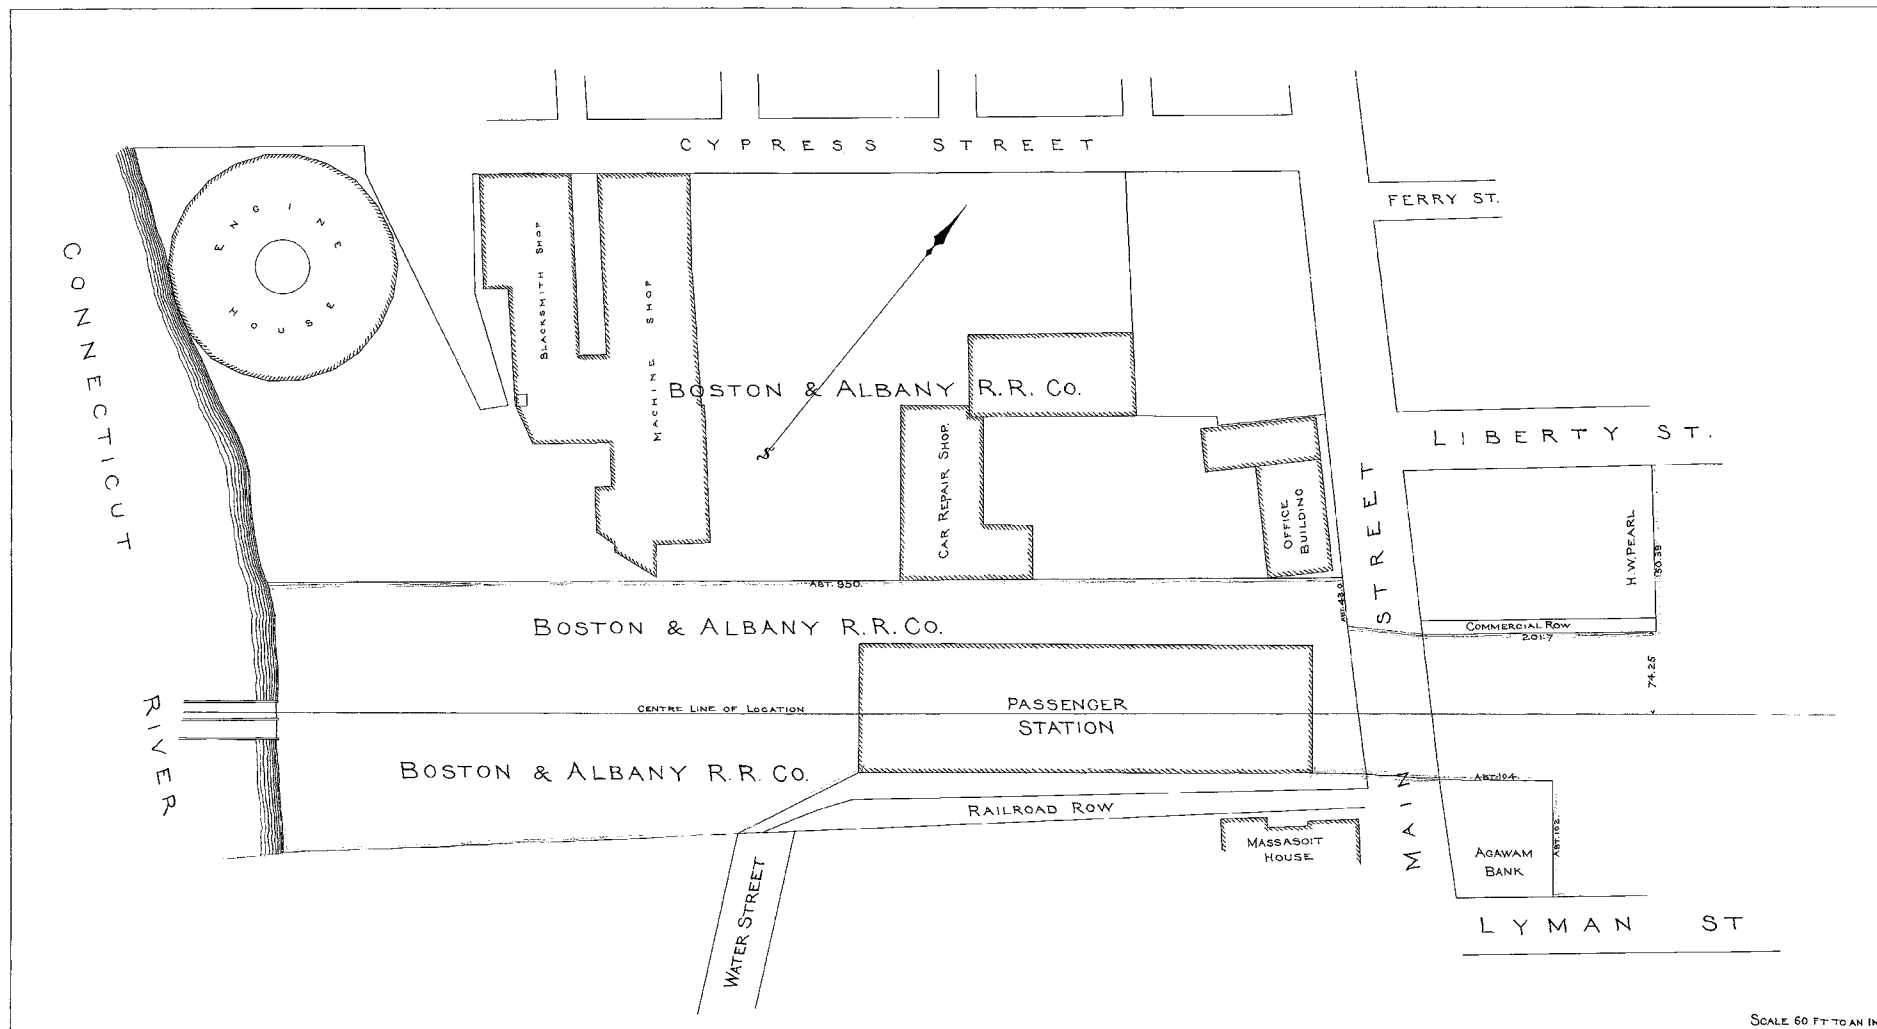 CYPRESS STREET
FERRY ST.
ENGINE
HOUSE
CONNECTICUT
RIVER
BLACKSMITH SHOP
MACHINE SHOP
BOSTON & ALBANY R.R. CO.
LIBERTY ST.
CAR REPAIR SHOP.
OFFICE
BUILDING
MAIN STREET
H.W. PEARL
150.39
ABT. 950.
ABT. 43.0
BOSTON & ALBANY R.R. CO.
COMMERCIAL ROW
201.7
74.25
CENTRE LINE OF LOCATION
PASSENGER
STATION
BOSTON & ALBANY R.R. CO.
ABT. 104.
RAILROAD ROW
MASSASOIT
HOUSE
ABT. 102.
AGAWAM
BANK
WATER STREET
LYMAN ST
SCALE 60 FT TO AN IN